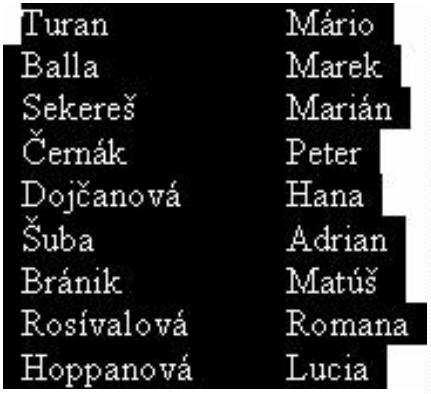 Turan Mário
Balla Marek
Sekereš Marián
Černák Peter
Dojčanová Hana
Šuba Adrian
Bránik Matúš
Rosívalová Romana
Hoppanová Lucia